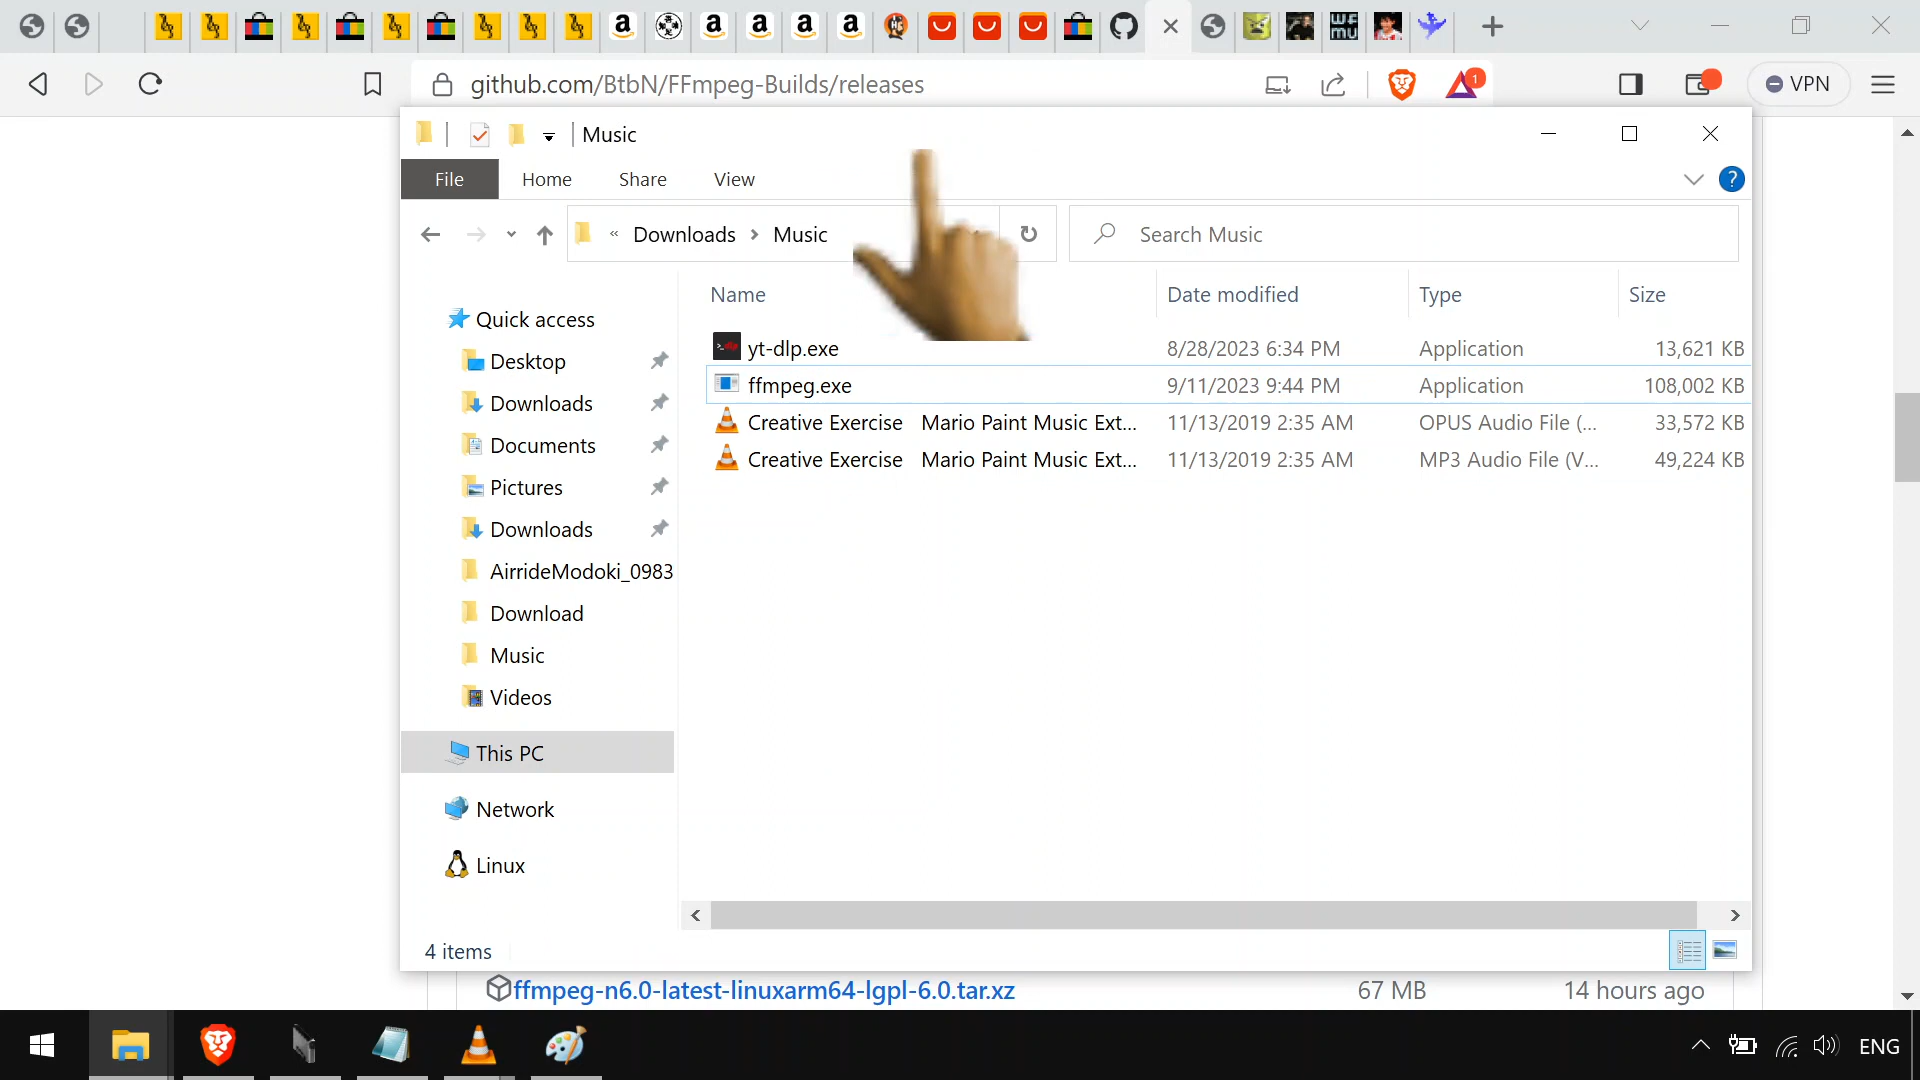 github.com/BtbN/FFmpeg-Builds/releases
1
VPN
Music
File
Home
Share
View
?
« Downloads > Music
Search Music
Name
Date modified
Type
Size
Quick access
Desktop
Downloads
Documents
Pictures
Downloads
AirrideModoki_0983
Download
Music
Videos
This PC
Network
Linux
yt-dlp.exe 8/28/2023 6:34 PM Application 13,621 KB
ffmpeg.exe 9/11/2023 9:44 PM Application 108,002 KB
Creative Exercise Mario Paint Music Ext... 11/13/2019 2:35 AM OPUS Audio File (... 33,572 KB
Creative Exercise Mario Paint Music Ext... 11/13/2019 2:35 AM MP3 Audio File (V... 49,224 KB
4 items
ffmpeg-n6.0-latest-linuxarm64-lgpl-6.0.tar.xz 67 MB 14 hours ago
ENG